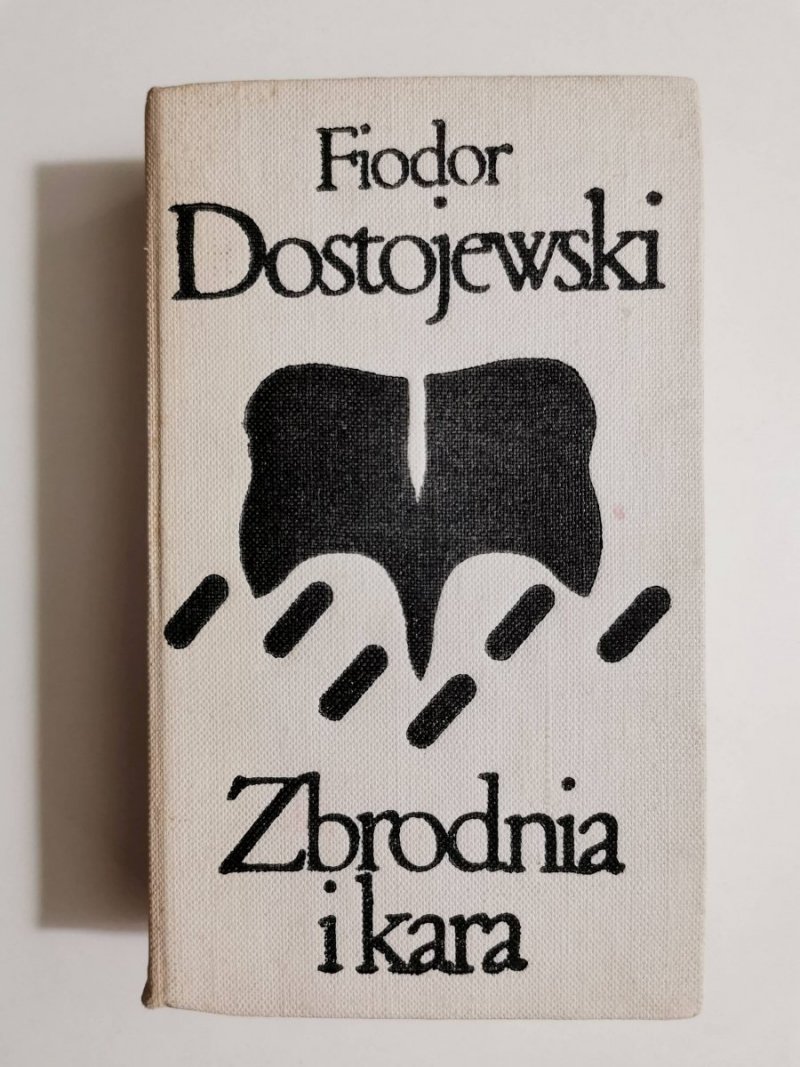 Fiodor
Dostojewski
Zbrodnia
i kara